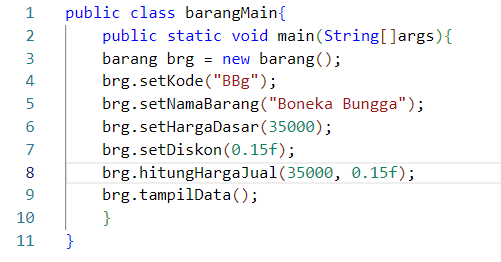 1 public class barangMain{
2 public static void main(String[]args){
3 barang brg = new barang();
4 brg.setKode("BBg");
5 brg.setNamaBarang("Boneka Bungga");
6 brg.setHargaDasar(35000);
7 brg.setDiskon(0.15f);
8 brg.hitungHargaJual(35000, 0.15f);
9 brg.tampilData();
10 }
11 }